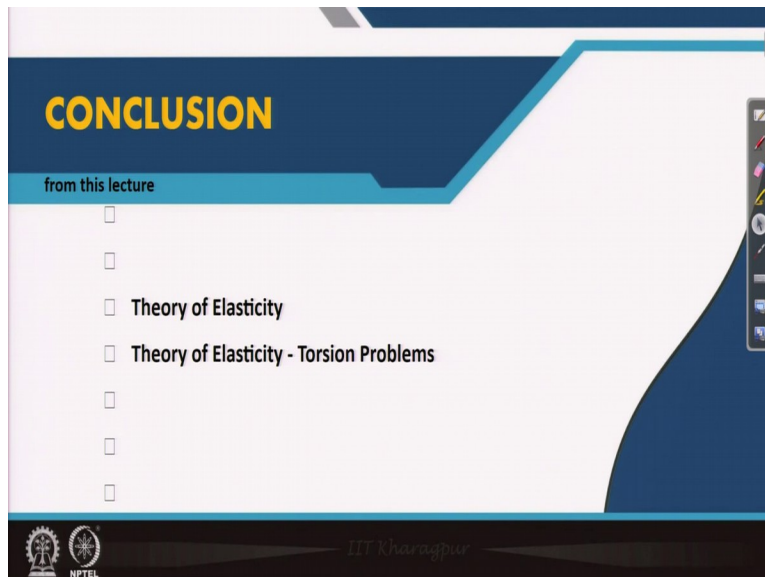 CONCLUSION
from this lecture
Theory of Elasticity
Theory of Elasticity - Torsion Problems
IIT Kharagpur
NPTEL